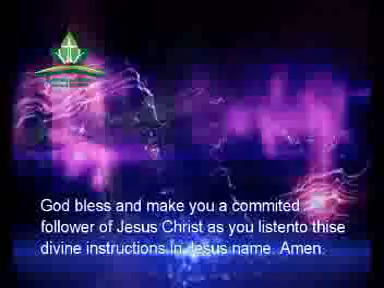 God bless and make you a commited
follower of Jesus Christ as you listento thise
divine instructions In Jesus name. Amen.